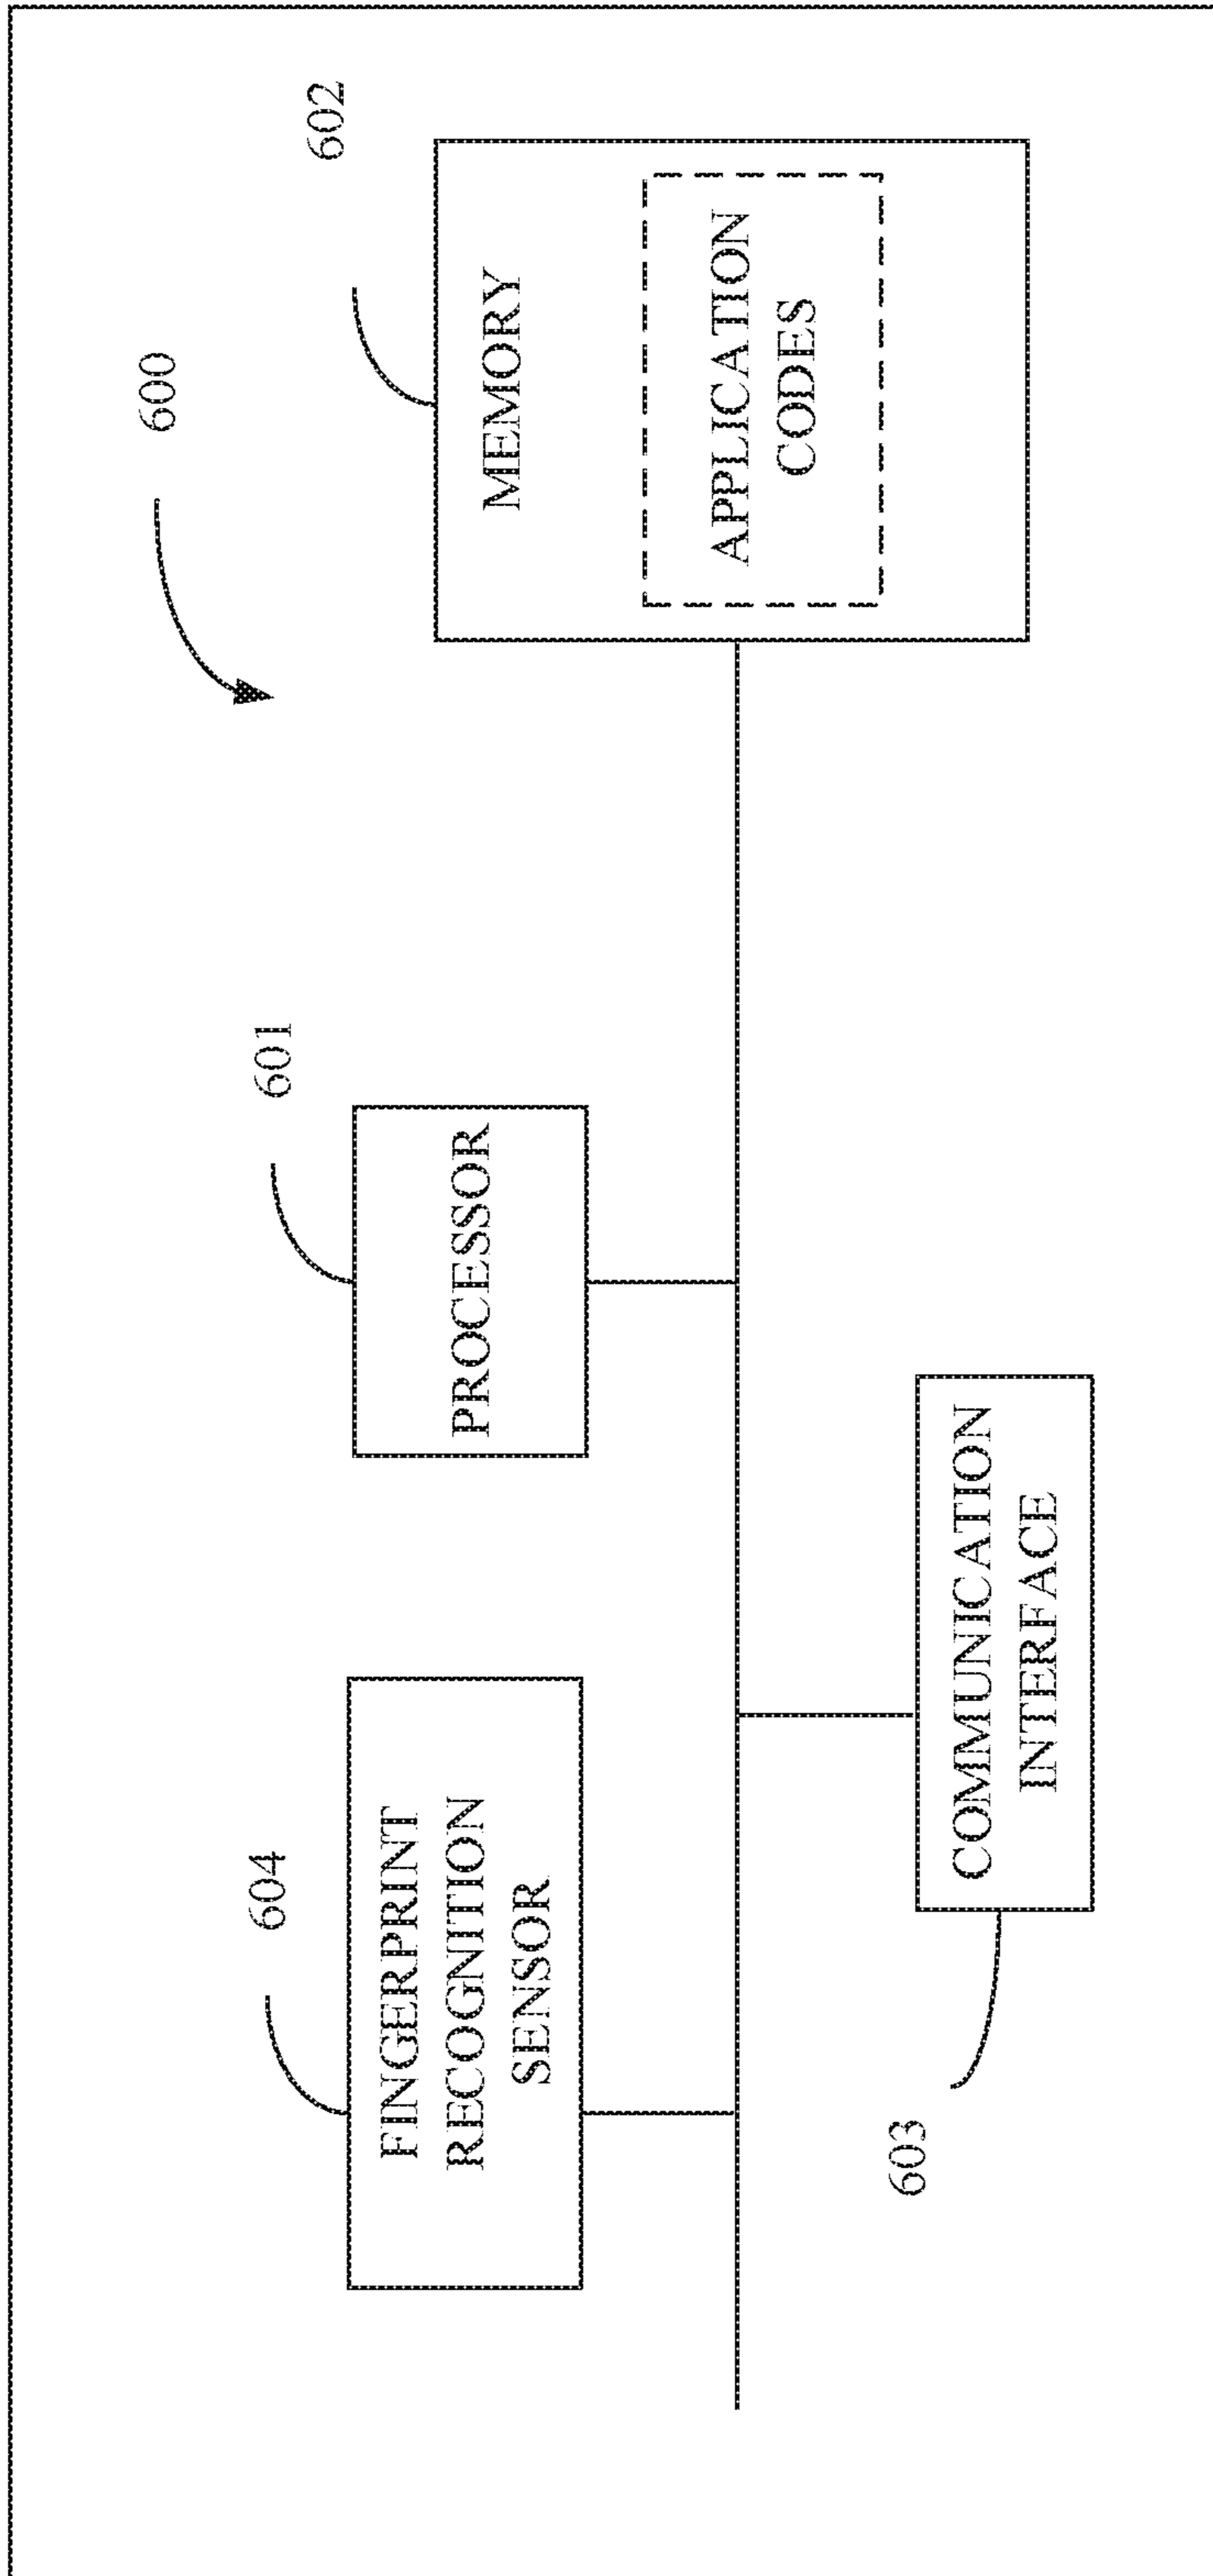 600
604
FINGERPRINT
RECOGNITION
SENSOR
601
PROCESSOR
602
MEMORY
APPLICATION
CODES
603
COMMUNICATION
INTERFACE